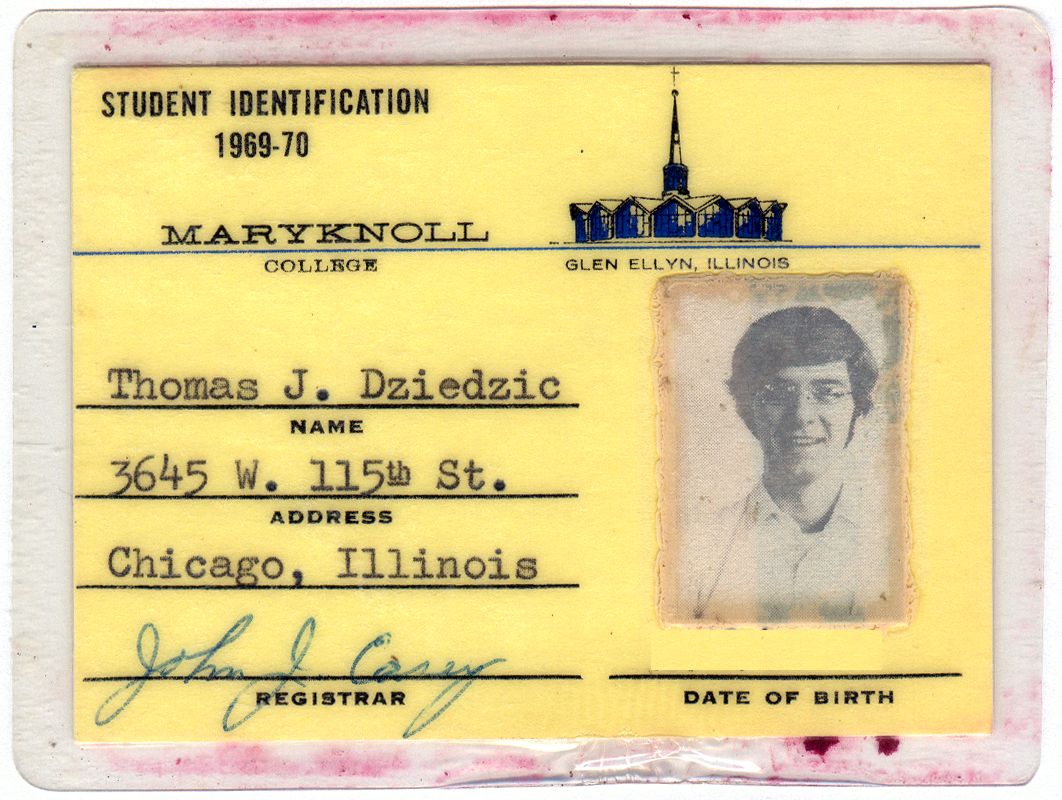 STUDENT IDENTIFICATION
1969-70
MARYKNOLL
COLLEGE
GLEN ELLYN, ILLINOIS
Thomas J. Dziedzic
NAME
3645 W. 115th St.
ADDRESS
Chicago, Illinois
John J. Casey
REGISTRAR
DATE OF BIRTH